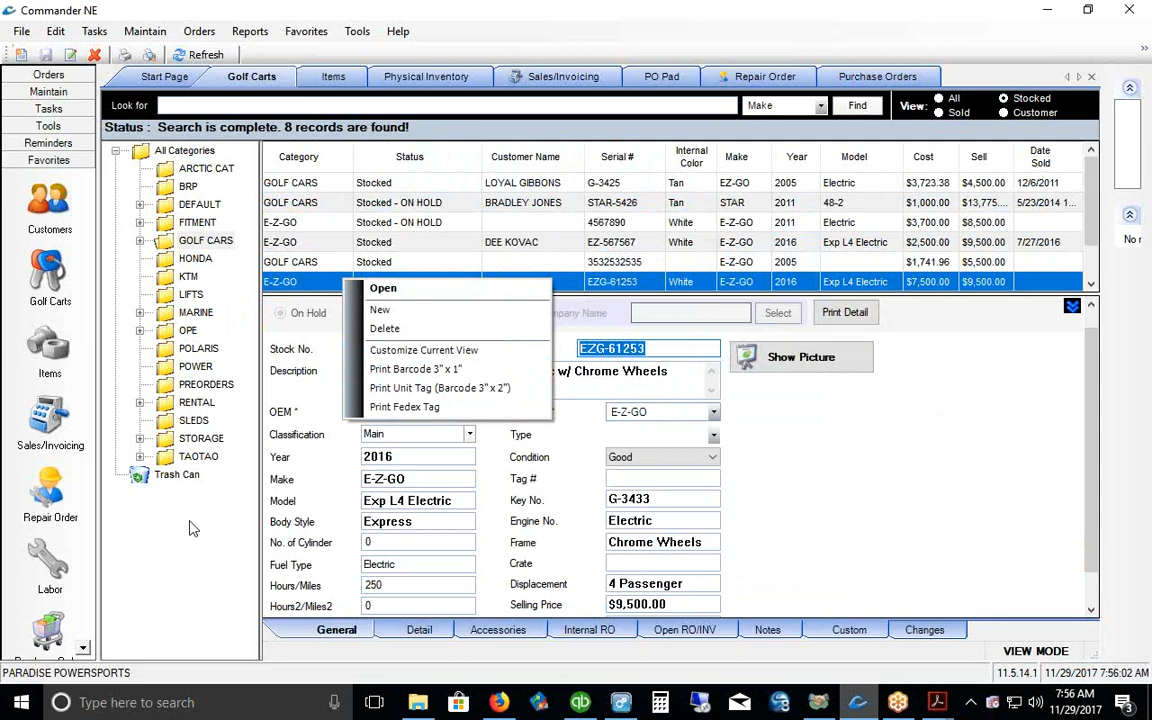 Commander NE
File Edit Tasks Maintain Orders Reports Favorites Tools Help
Refresh
Orders
Maintain
Tasks
Tools
Reminders
Favorites
Customers
Golf Carts
Items
Sales/Invoicing
Repair Order
Labor
Start Page Golf Carts Items Physical Inventory Sales/Invoicing PO Pad Repair Order Purchase Orders
Look for Make Find View: All Stocked
Sold Customer
Status : Search is complete. 8 records are found!
All Categories
ARCTIC CAT
BRP
DEFAULT
FITMENT
GOLF CARS
HONDA
KTM
LIFTS
MARINE
OPE
POLARIS
POWER
PREORDERS
RENTAL
SLEDS
STORAGE
TAOTAO
Trash Can
Category Status Customer Name Serial # Internal Color Make Year Model Cost Sell Date Sold
GOLF CARS Stocked LOYAL GIBBONS G-3425 Tan EZ-GO 2005 Electric $3,723.38 $4,500.00 12/6/2011
GOLF CARS Stocked - ON HOLD BRADLEY JONES STAR-5426 Tan STAR 2011 48-2 $1,000.00 $13,775.... 5/23/2014 1...
E-Z-GO Stocked - ON HOLD 4567890 White E-Z-GO 2011 Electric $3,700.00 $8,500.00
E-Z-GO Stocked DEE KOVAC EZ-567567 White E-Z-GO 2016 Exp L4 Electric $2,500.00 $9,500.00 7/27/2016
GOLF CARS Stocked 3532532535 E-Z-GO 2005 $1,741.96 $5,500.00
E-Z-GO EZG-61253 White E-Z-GO 2016 Exp L4 Electric $7,500.00 $9,500.00
Open
New
Delete
Customize Current View
Print Barcode 3" x 1"
Print Unit Tag (Barcode 3" x 2")
Print Fedex Tag
On Hold mpany Name Select Print Detail
Stock No. EZG-61253 Show Picture
Description c w/ Chrome Wheels
OEM * E-Z-GO
Classification Main Type
Year 2016 Condition Good
Make E-Z-GO Tag #
Model Exp L4 Electric Key No. G-3433
Body Style Express Engine No. Electric
No. of Cylinder 0 Frame Chrome Wheels
Fuel Type Electric Crate
Hours/Miles 250 Displacement 4 Passenger
Hours2/Miles2 0 Selling Price $9,500.00
General Detail Accessories Internal RO Open RO/INV Notes Custom Changes
VIEW MODE
PARADISE POWERSPORTS 11.5.14.1 11/29/2017 7:56:02 AM
Type here to search
7:56 AM
11/29/2017
3